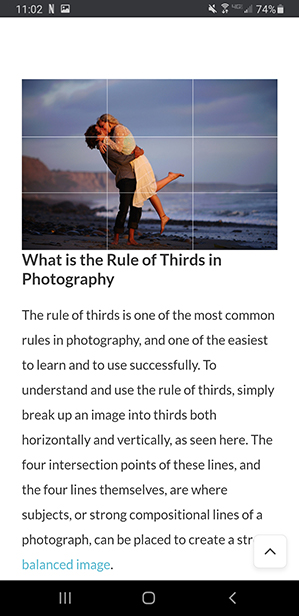 11:02 N 74%
What is the Rule of Thirds in
Photography
The rule of thirds is one of the most common
rules in photography, and one of the easiest
to learn and to use successfully. To
understand and use the rule of thirds, simply
break up an image into thirds both
horizontally and vertically, as seen here. The
four intersection points of these lines, and
the four lines themselves, are where
subjects, or strong compositional lines of a
photograph, can be placed to create a str
balanced image.